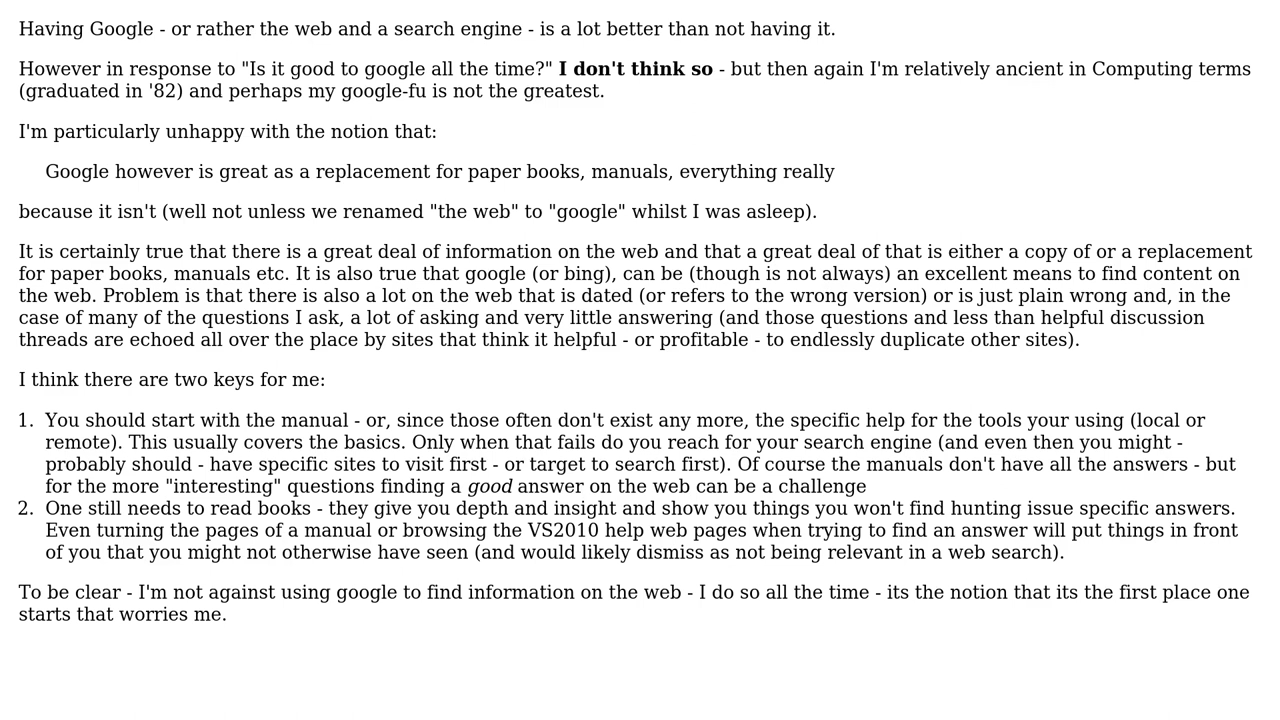 Having Google - or rather the web and a search engine - is a lot better than not having it.
However in response to "Is it good to google all the time?" I don't think so - but then again I'm relatively ancient in Computing terms
(graduated in '82) and perhaps my google-fu is not the greatest.
I'm particularly unhappy with the notion that:
Google however is great as a replacement for paper books, manuals, everything really
because it isn't (well not unless we renamed "the web" to "google" whilst I was asleep).
It is certainly true that there is a great deal of information on the web and that a great deal of that is either a copy of or a replacement
for paper books, manuals etc. It is also true that google (or bing), can be (though is not always) an excellent means to find content on
the web. Problem is that there is also a lot on the web that is dated (or refers to the wrong version) or is just plain wrong and, in the
case of many of the questions I ask, a lot of asking and very little answering (and those questions and less than helpful discussion
threads are echoed all over the place by sites that think it helpful - or profitable - to endlessly duplicate other sites).
I think there are two keys for me:
1. You should start with the manual - or, since those often don't exist any more, the specific help for the tools your using (local or
remote). This usually covers the basics. Only when that fails do you reach for your search engine (and even then you might -
probably should - have specific sites to visit first - or target to search first). Of course the manuals don't have all the answers - but
for the more "interesting" questions finding a good answer on the web can be a challenge
2. One still needs to read books - they give you depth and insight and show you things you won't find hunting issue specific answers.
Even turning the pages of a manual or browsing the VS2010 help web pages when trying to find an answer will put things in front
of you that you might not otherwise have seen (and would likely dismiss as not being relevant in a web search).
To be clear - I'm not against using google to find information on the web - I do so all the time - its the notion that its the first place one
starts that worries me.